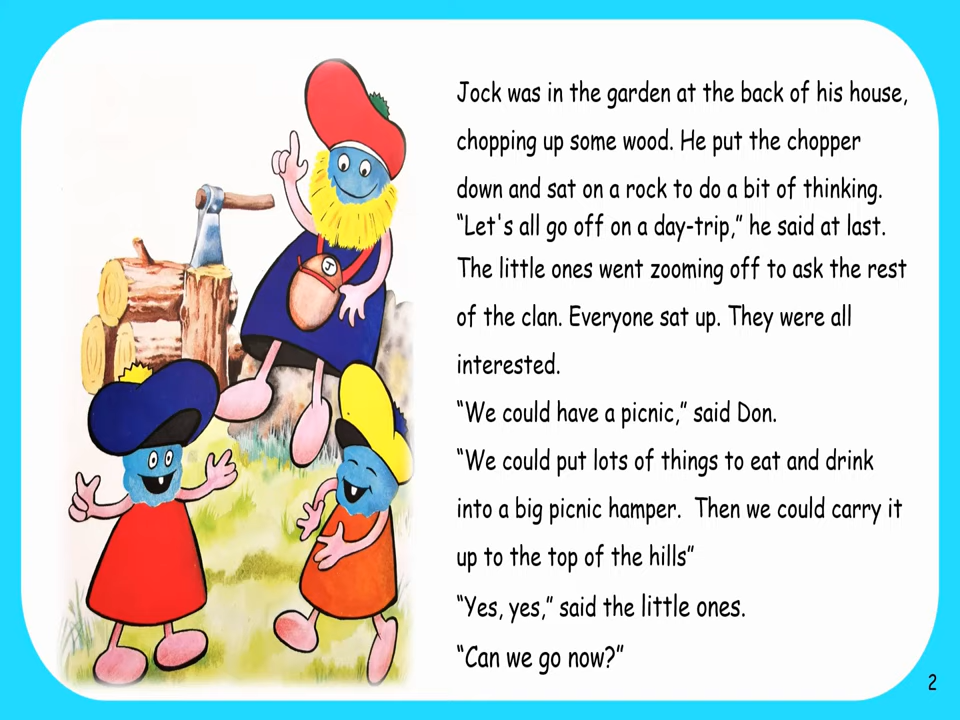 Jock was in the garden at the back of his house,
chopping up some wood. He put the chopper
down and sat on a rock to do a bit of thinking.
“Let's all go off on a day-trip,” he said at last.
The little ones went zooming off to ask the rest
of the clan. Everyone sat up. They were all
interested.
“We could have a picnic,” said Don.
“We could put lots of things to eat and drink
into a big picnic hamper.  Then we could carry it
up to the top of the hills”
“Yes, yes,” said the little ones.
“Can we go now?”
2
J